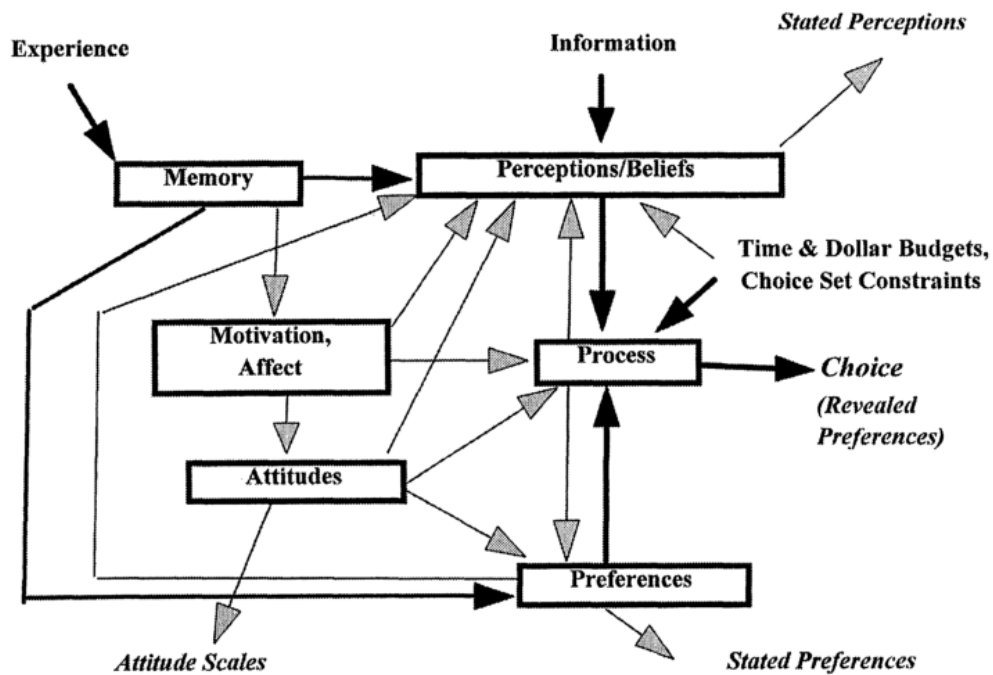 Stated Perceptions
Experience
Information
Memory
Perceptions/Beliefs
Time & Dollar Budgets,
Choice Set Constraints
Motivation,
Affect
Process
Choice
(Revealed
Preferences)
Attitudes
Preferences
Attitude Scales
Stated Preferences